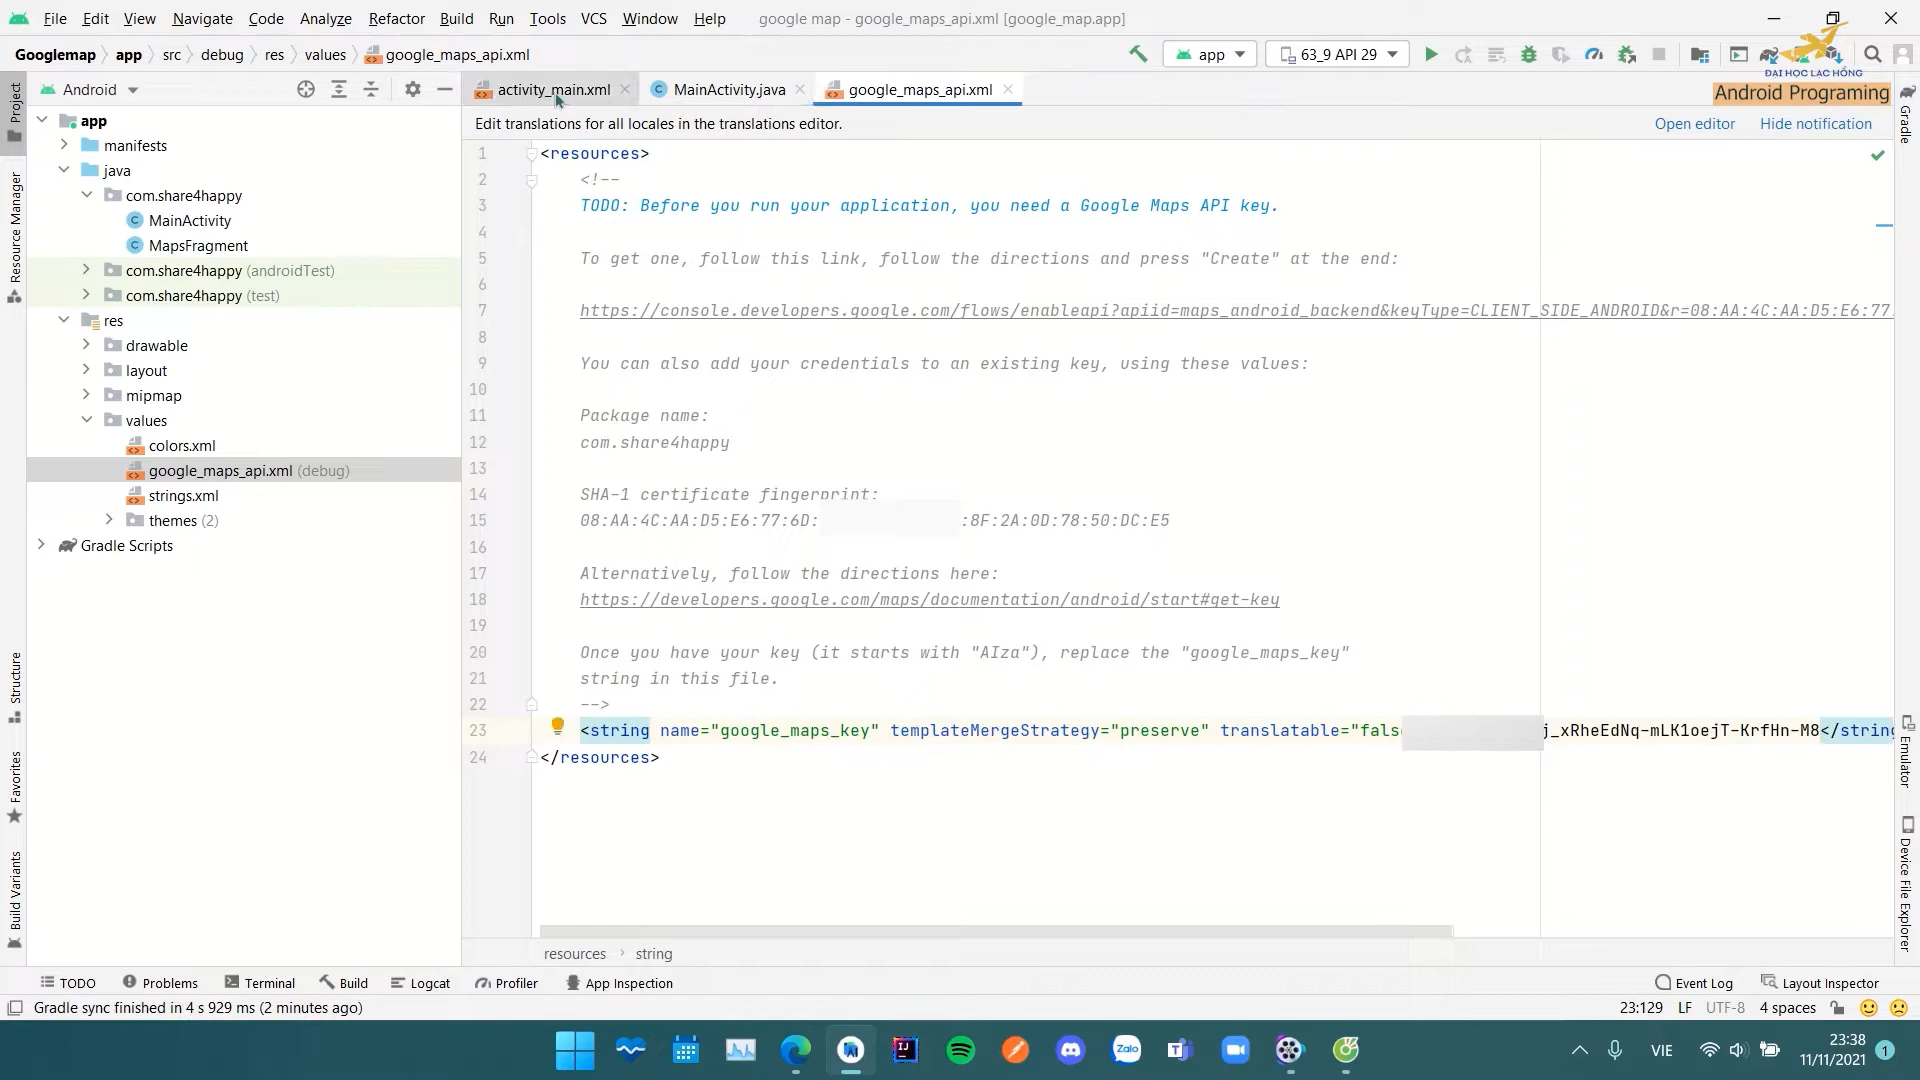 File Edit View Navigate Code Analyze Refactor Build Run Tools VCS Window Help google map - google_maps_api.xml [google_map.app]
Googlemap app src debug res values google_maps_api.xml app 63_9 API 29
ĐẠI HỌC LẠC HỒNG
Android Programing
Android
activity_main.xml MainActivity.java google_maps_api.xml
Edit translations for all locales in the translations editor. Open editor Hide notification
Project
Resource Manager
Structure
Favorites
Build Variants
app
manifests
java
com.share4happy
MainActivity
MapsFragment
com.share4happy (androidTest)
com.share4happy (test)
res
drawable
layout
mipmap
values
colors.xml
google_maps_api.xml (debug)
strings.xml
themes (2)
Gradle Scripts
1 <resources>
2 <!--
3 TODO: Before you run your application, you need a Google Maps API key.
4
5 To get one, follow this link, follow the directions and press "Create" at the end:
6
7 https://console.developers.google.com/flows/enableapi?apiid=maps_android_backend&keyType=CLIENT_SIDE_ANDROID&r=08:AA:4C:AA:D5:E6:77
8
9 You can also add your credentials to an existing key, using these values:
10
11 Package name:
12 com.share4happy
13
14 SHA-1 certificate fingerprint:
15 08:AA:4C:AA:D5:E6:77:6D: :8F:2A:0D:78:50:DC:E5
16
17 Alternatively, follow the directions here:
18 https://developers.google.com/maps/documentation/android/start#get-key
19
20 Once you have your key (it starts with "AIza"), replace the "google_maps_key"
21 string in this file.
22 -->
23 <string name="google_maps_key" templateMergeStrategy="preserve" translatable="fals j_xRheEdNq-mLK1oejT-KrfHn-M8</string
24 </resources>
Gradle
Emulator
Device File Explorer
resources string
TODO Problems Terminal Build Logcat Profiler App Inspection Event Log Layout Inspector
Gradle sync finished in 4 s 929 ms (2 minutes ago) 23:129 LF UTF-8 4 spaces
Zalo
VIE
23:38
11/11/2021
1